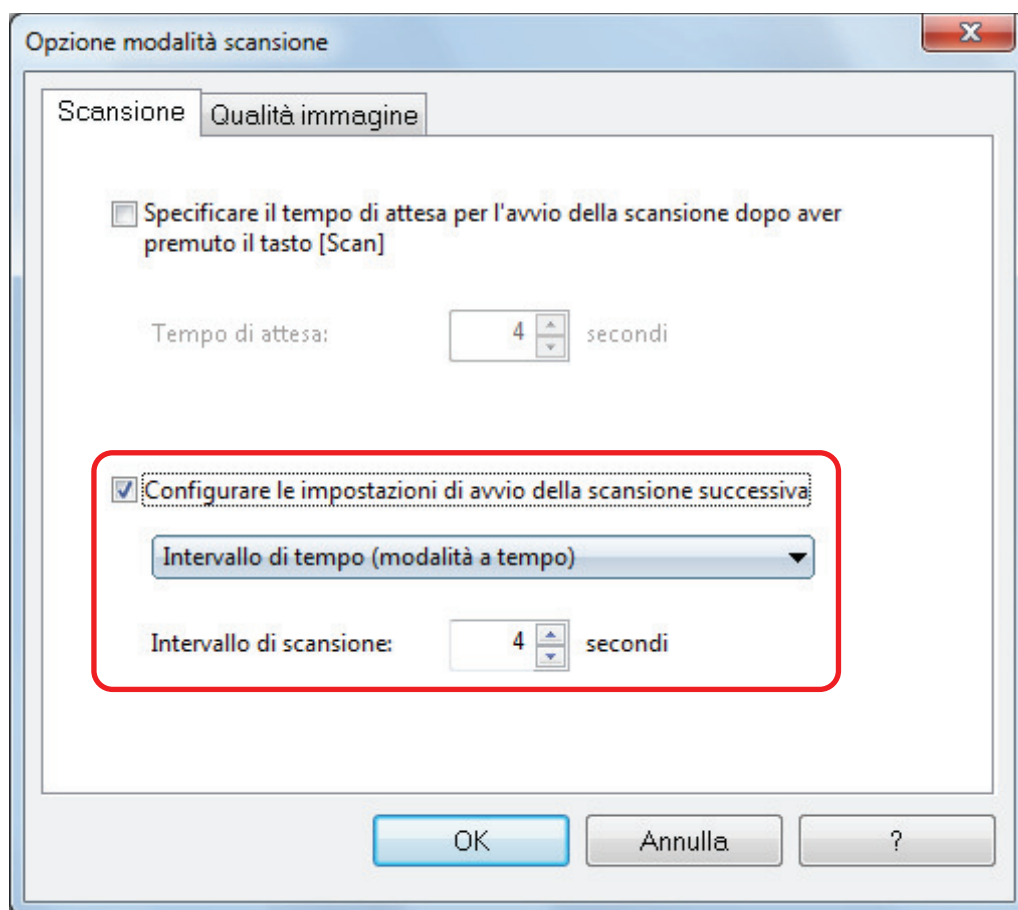 Opzione modalità scansione
Scansione
Qualità immagine
Specificare il tempo di attesa per l'avvio della scansione dopo aver
premuto il tasto [Scan]
Tempo di attesa: 4 secondi
Configurare le impostazioni di avvio della scansione successiva
Intervallo di tempo (modalità a tempo)
Intervallo di scansione: 4 secondi
OK Annulla ?